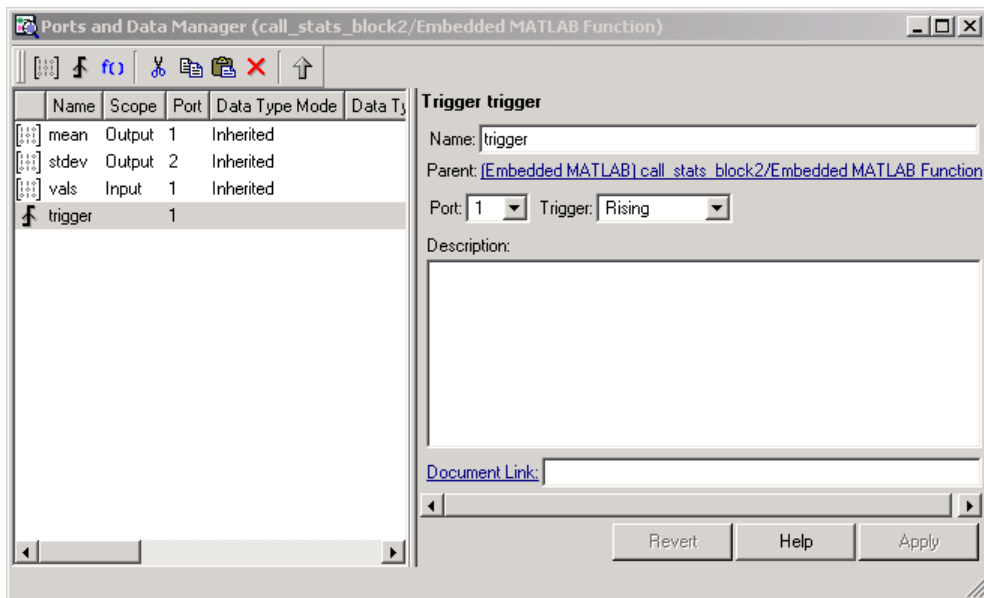 Ports and Data Manager (call_stats_block2/Embedded MATLAB Function)
f()
Name Scope Port Data Type Mode Data Ty
mean Output 1 Inherited
stdev Output 2 Inherited
vals Input 1 Inherited
trigger 1
Trigger trigger
Name: trigger
Parent: (Embedded MATLAB) call_stats_block2/Embedded MATLAB Function
Port: 1 Trigger: Rising
Description:
Document Link:
Revert Help Apply